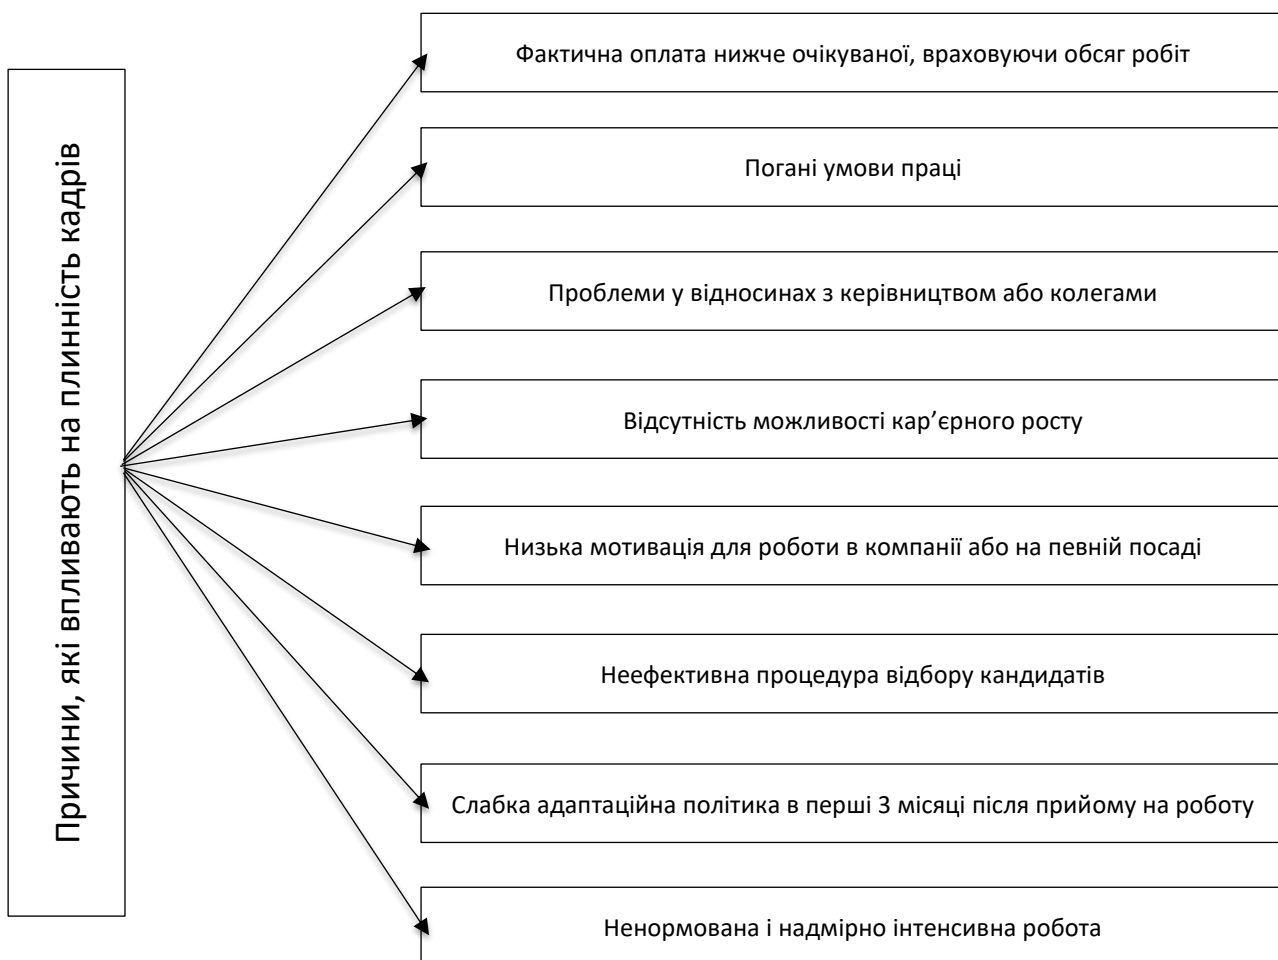 Причини, які впливають на плинність кадрів
Фактична оплата нижче очікуваної, враховуючи обсяг робіт
Погані умови праці
Проблеми у відносинах з керівництвом або колегами
Відсутність можливості кар’єрного росту
Низька мотивація для роботи в компанії або на певній посаді
Неефективна процедура відбору кандидатів
Слабка адаптаційна політика в перші 3 місяці після прийому на роботу
Ненормована і надмірно інтенсивна робота